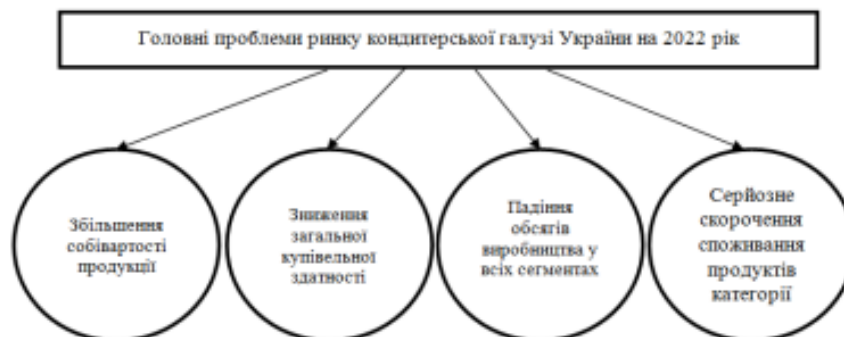 Головні проблеми ринку кондитерської галузі України на 2022 рік
Збільшення
собівартості
продукції
Зниження
загальної
купівельної
здатності
Падіння
обсягів
виробництва у
всіх сегментах
Серйозне
скорочення
споживання
продуктів
категорії